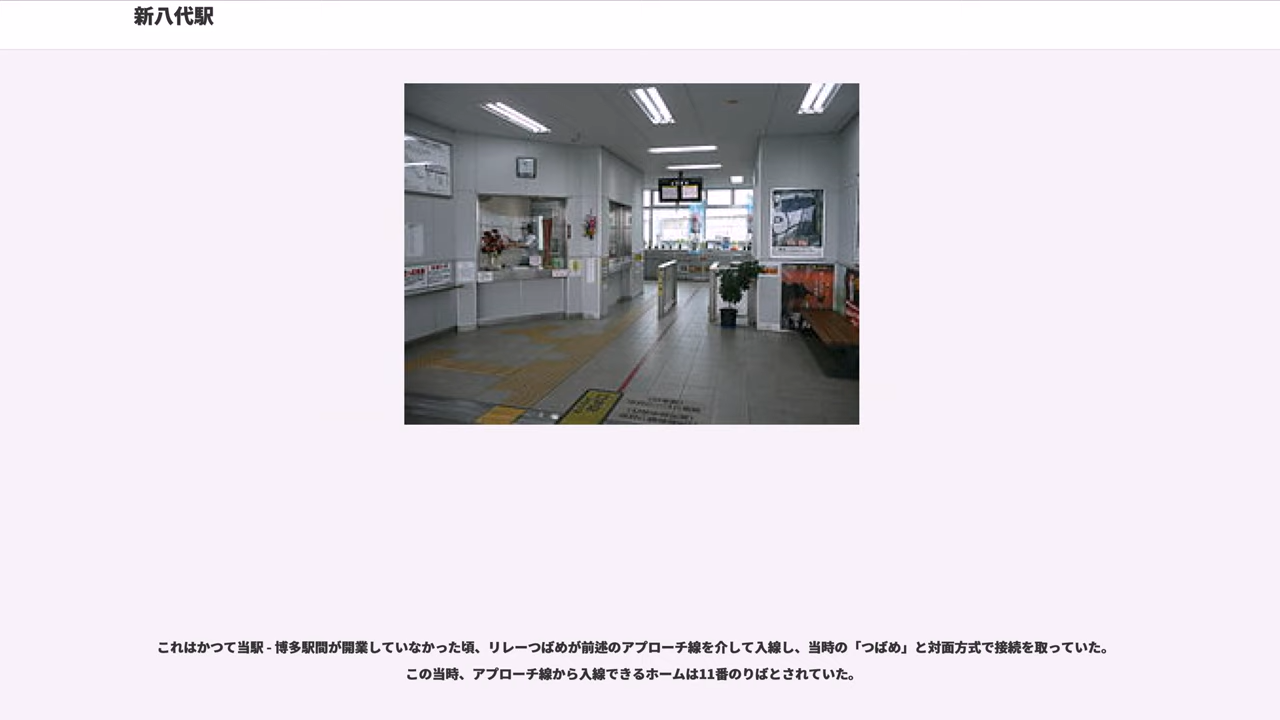 新八代駅
これはかつて当駅 - 博多駅間が開業していなかった頃、リレーつばめが前述のアプローチ線を介して入線し、当時の「つばめ」と対面方式で接続を取っていた。
この当時、アプローチ線から入線できるホームは11番のりばとされていた。